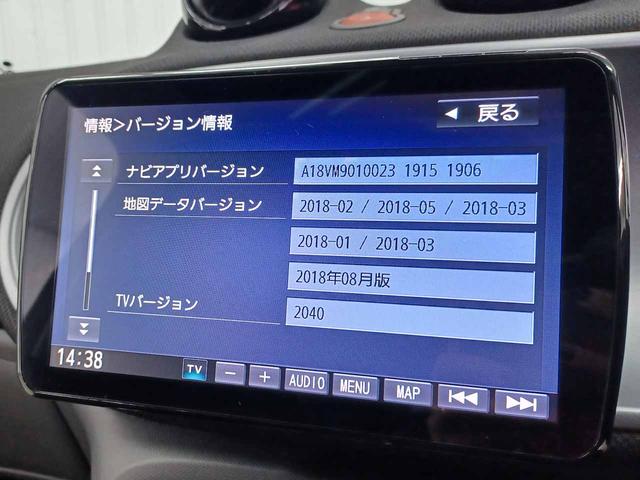 情報>バージョン情報
戻る
ナビアプリバージョン
A18VM9010023 1915 1906
地図データバージョン
2018-02 / 2018-05 / 2018-03
2018-01 / 2018-03
2018年08月版
TVバージョン
2040
14:38
TV
AUDIO
MENU
MAP